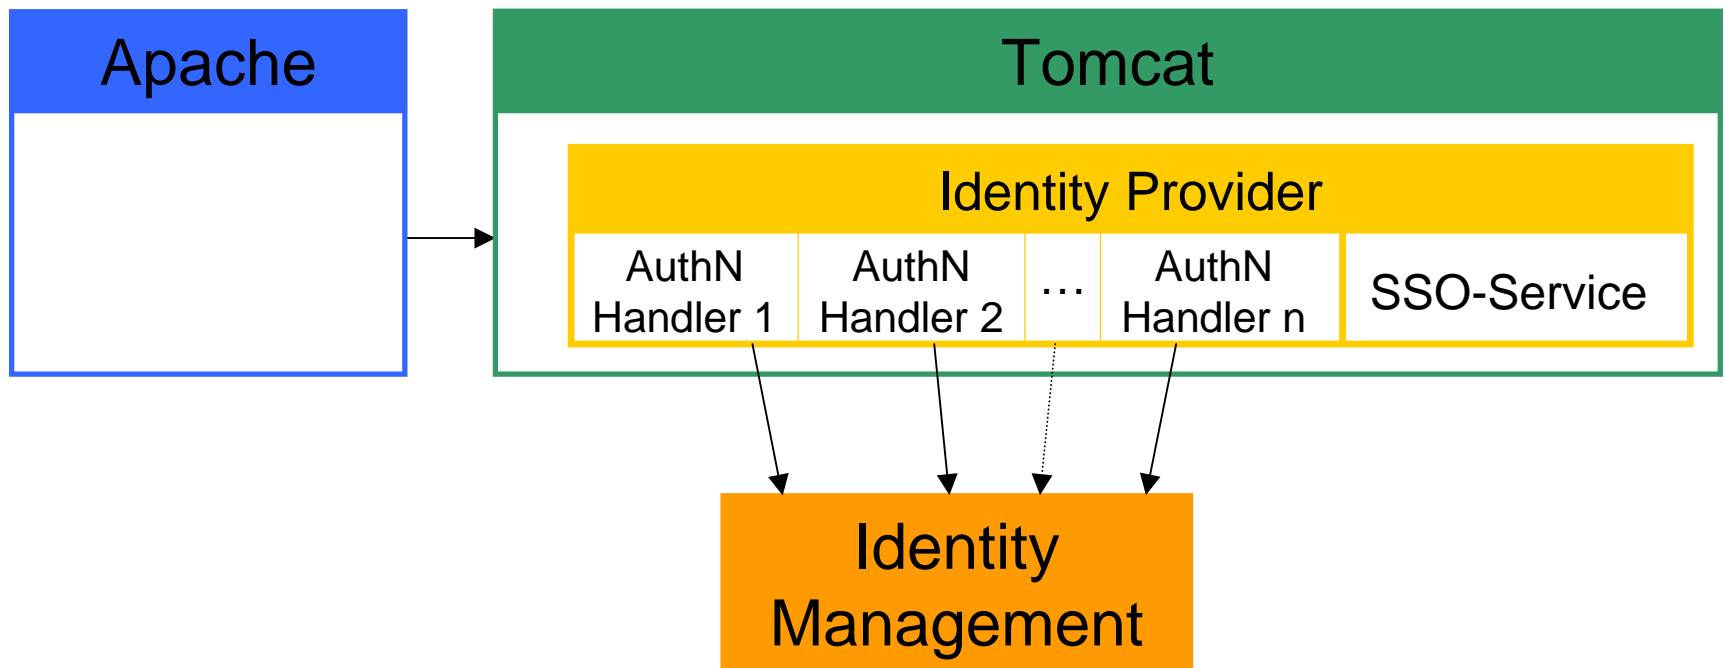 Apache
Tomcat
Identity Provider
AuthN
Handler 1
AuthN
Handler 2
…
AuthN
Handler n
SSO-Service
Identity
Management